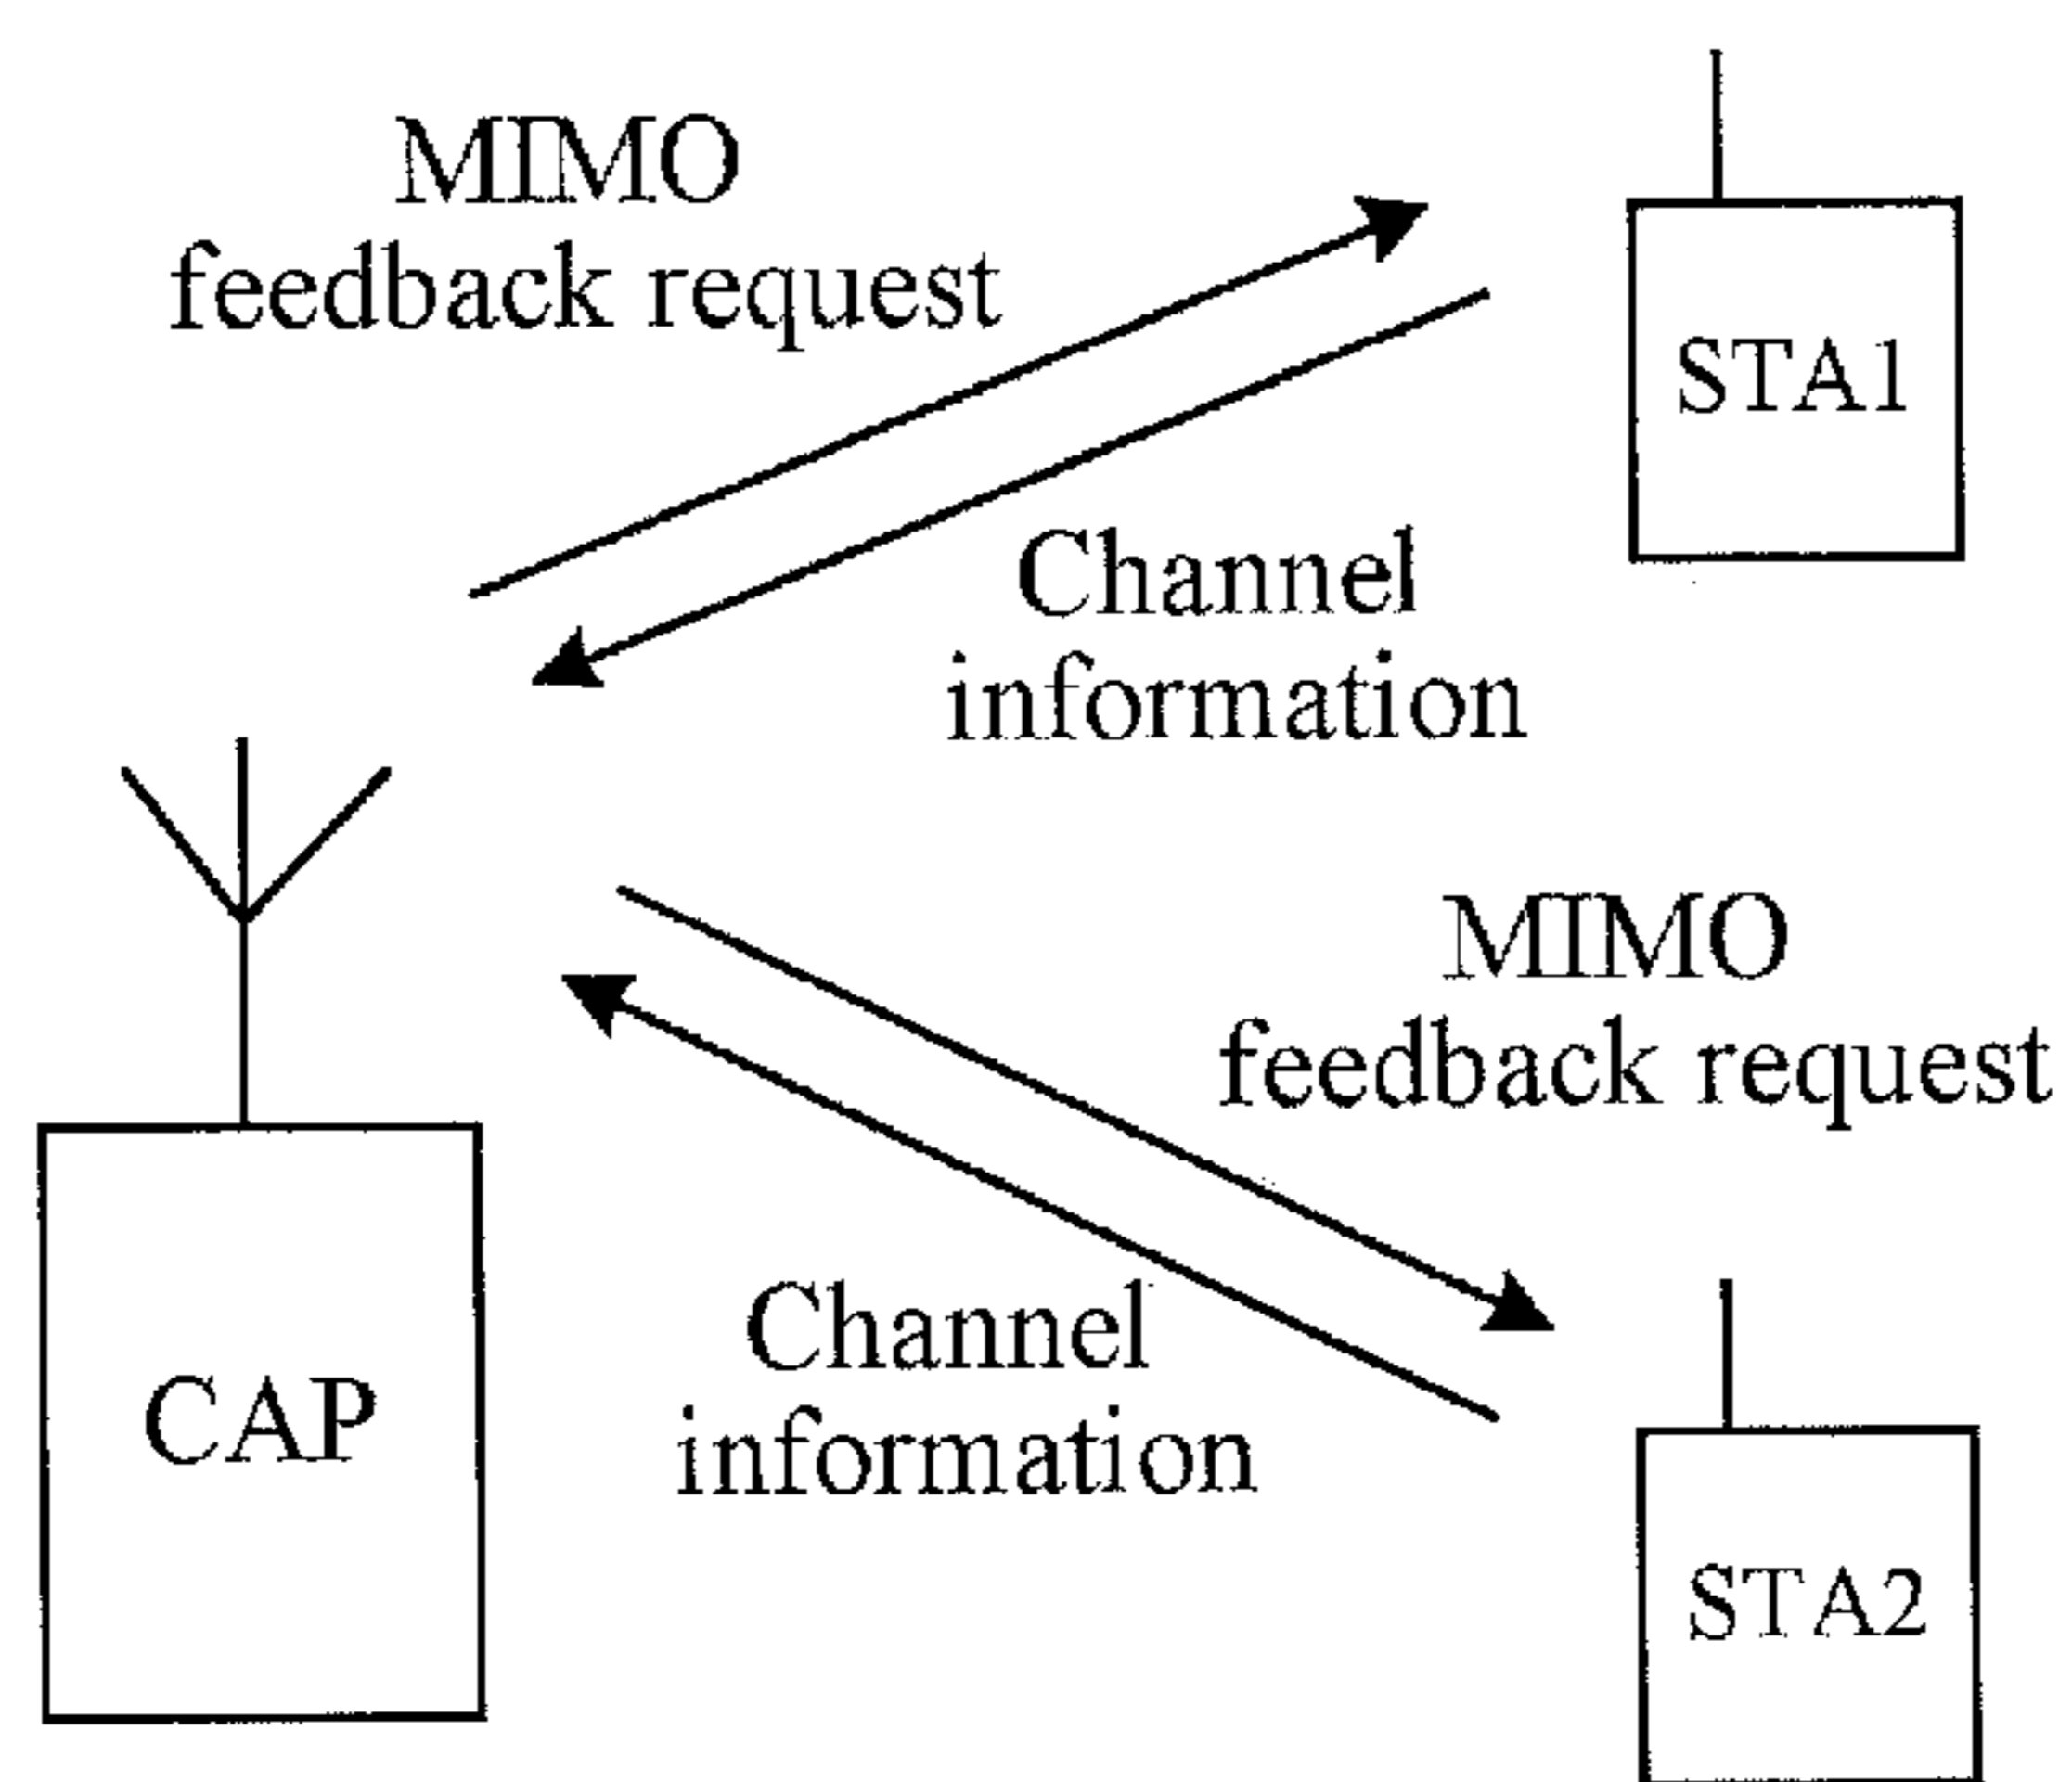 MIMO
feedback request
STA1
Channel
information
MIMO
feedback request
Channel
information
CAP
STA2